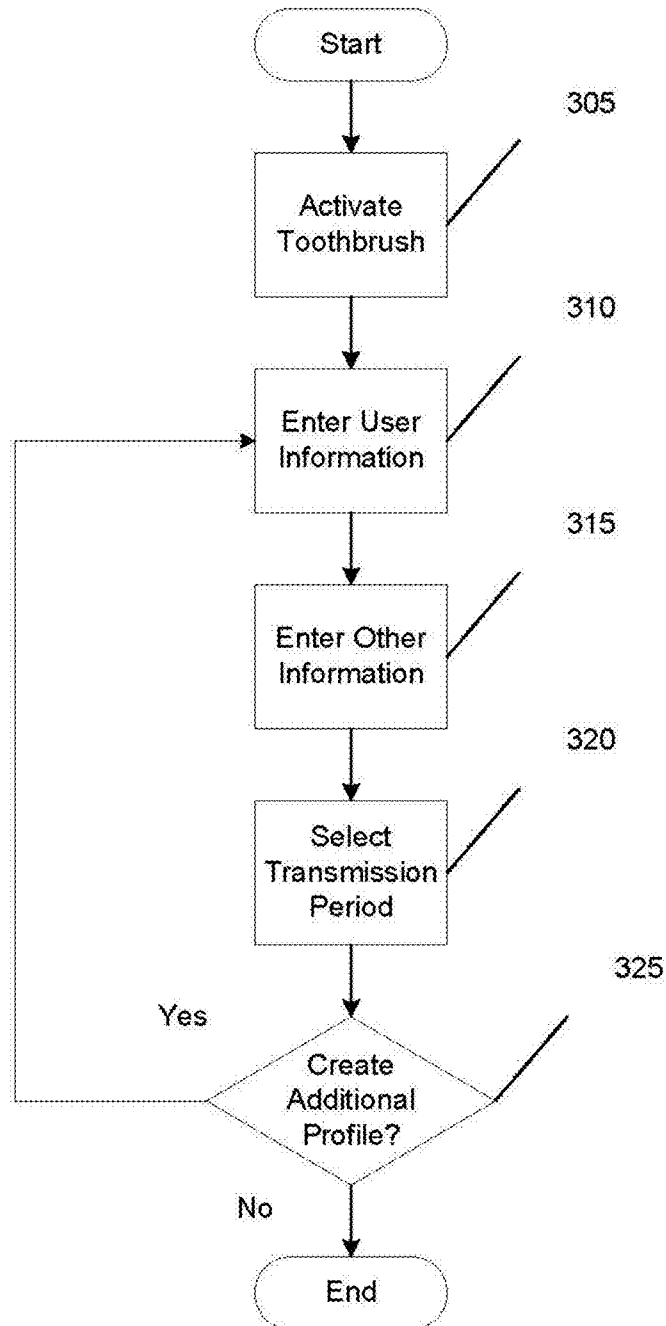 Start
305
Activate
Toothbrush
310
Enter User
Information
315
Enter Other
Information
320
Select
Transmission
Period
325
Yes
Create
Additional
Profile?
No
End